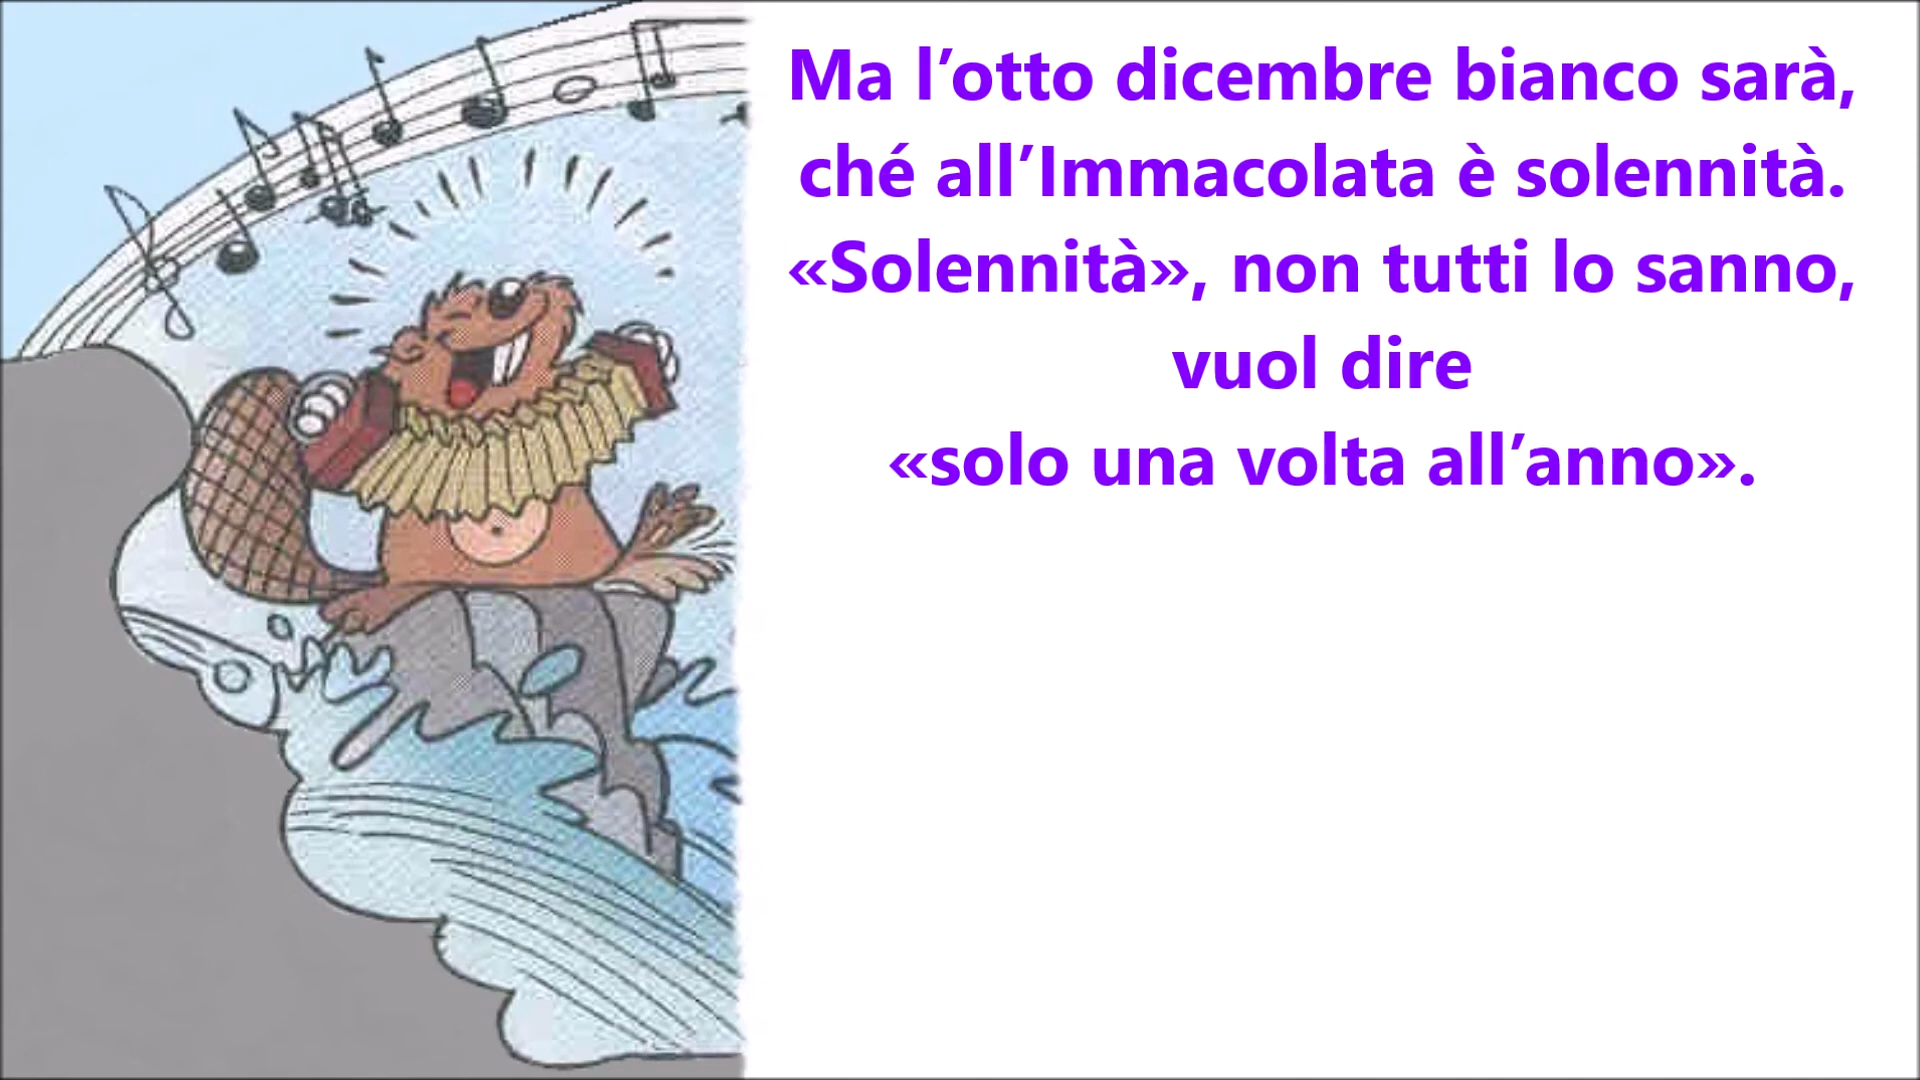 Ma l’otto dicembre bianco sarà,
ché all’Immacolata è solennità.
«Solennità», non tutti lo sanno,
vuol dire
«solo una volta all’anno».